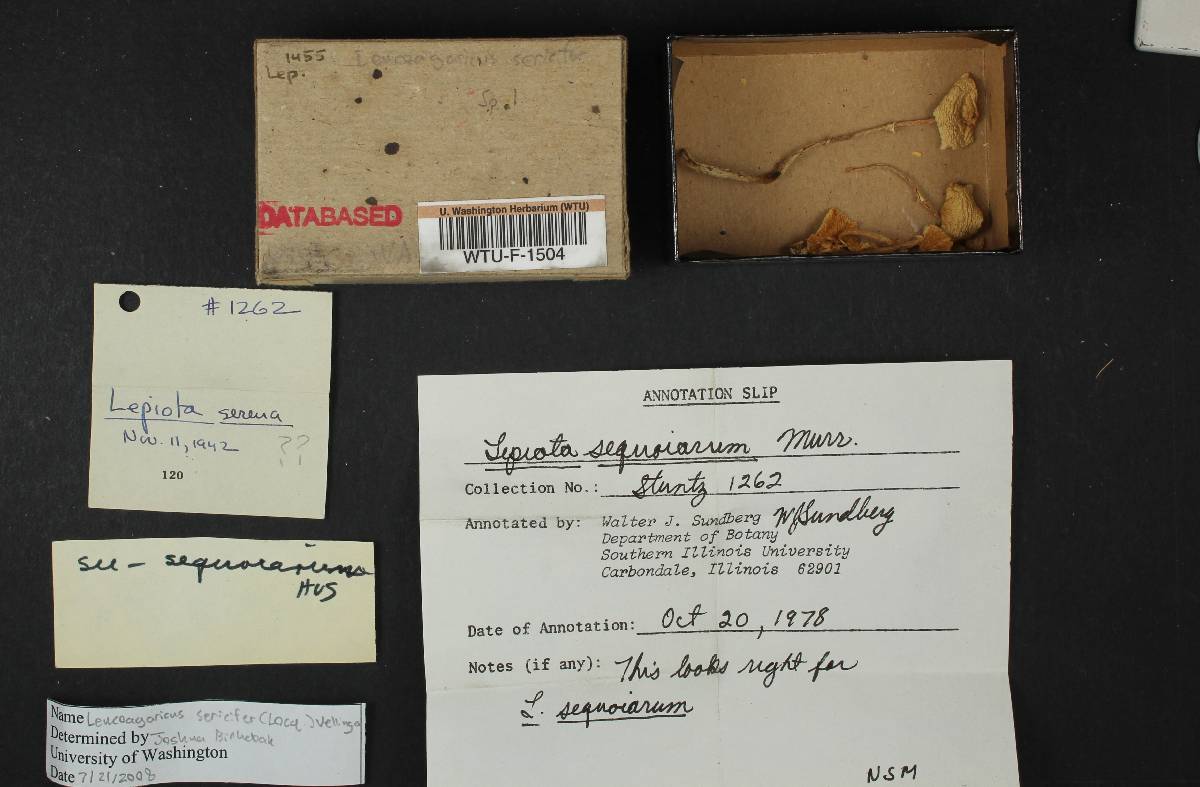 1455
Lep.
Leucoagaricus sericifer
Sp. 1
DATABASED
U. Washington Herbarium (WTU)
WTU-F-1504
# 1262
Lepiota serena
Nov. 11, 1942 ??
120
see - sequoiarum
HVS
Name Leucoagaricus sericifer (Locq.) Vellinga
Determined by Joshua Birkebak
University of Washington
Date 7/21/2008
ANNOTATION SLIP
Lepiota sequoiarum Murr.
Collection No.: Stuntz 1262
Annotated by: Walter J. Sundberg WJSundberg
Department of Botany
Southern Illinois University
Carbondale, Illinois 62901
Date of Annotation: Oct 20, 1978
Notes (if any): This looks right for
L. sequoiarum
NSM